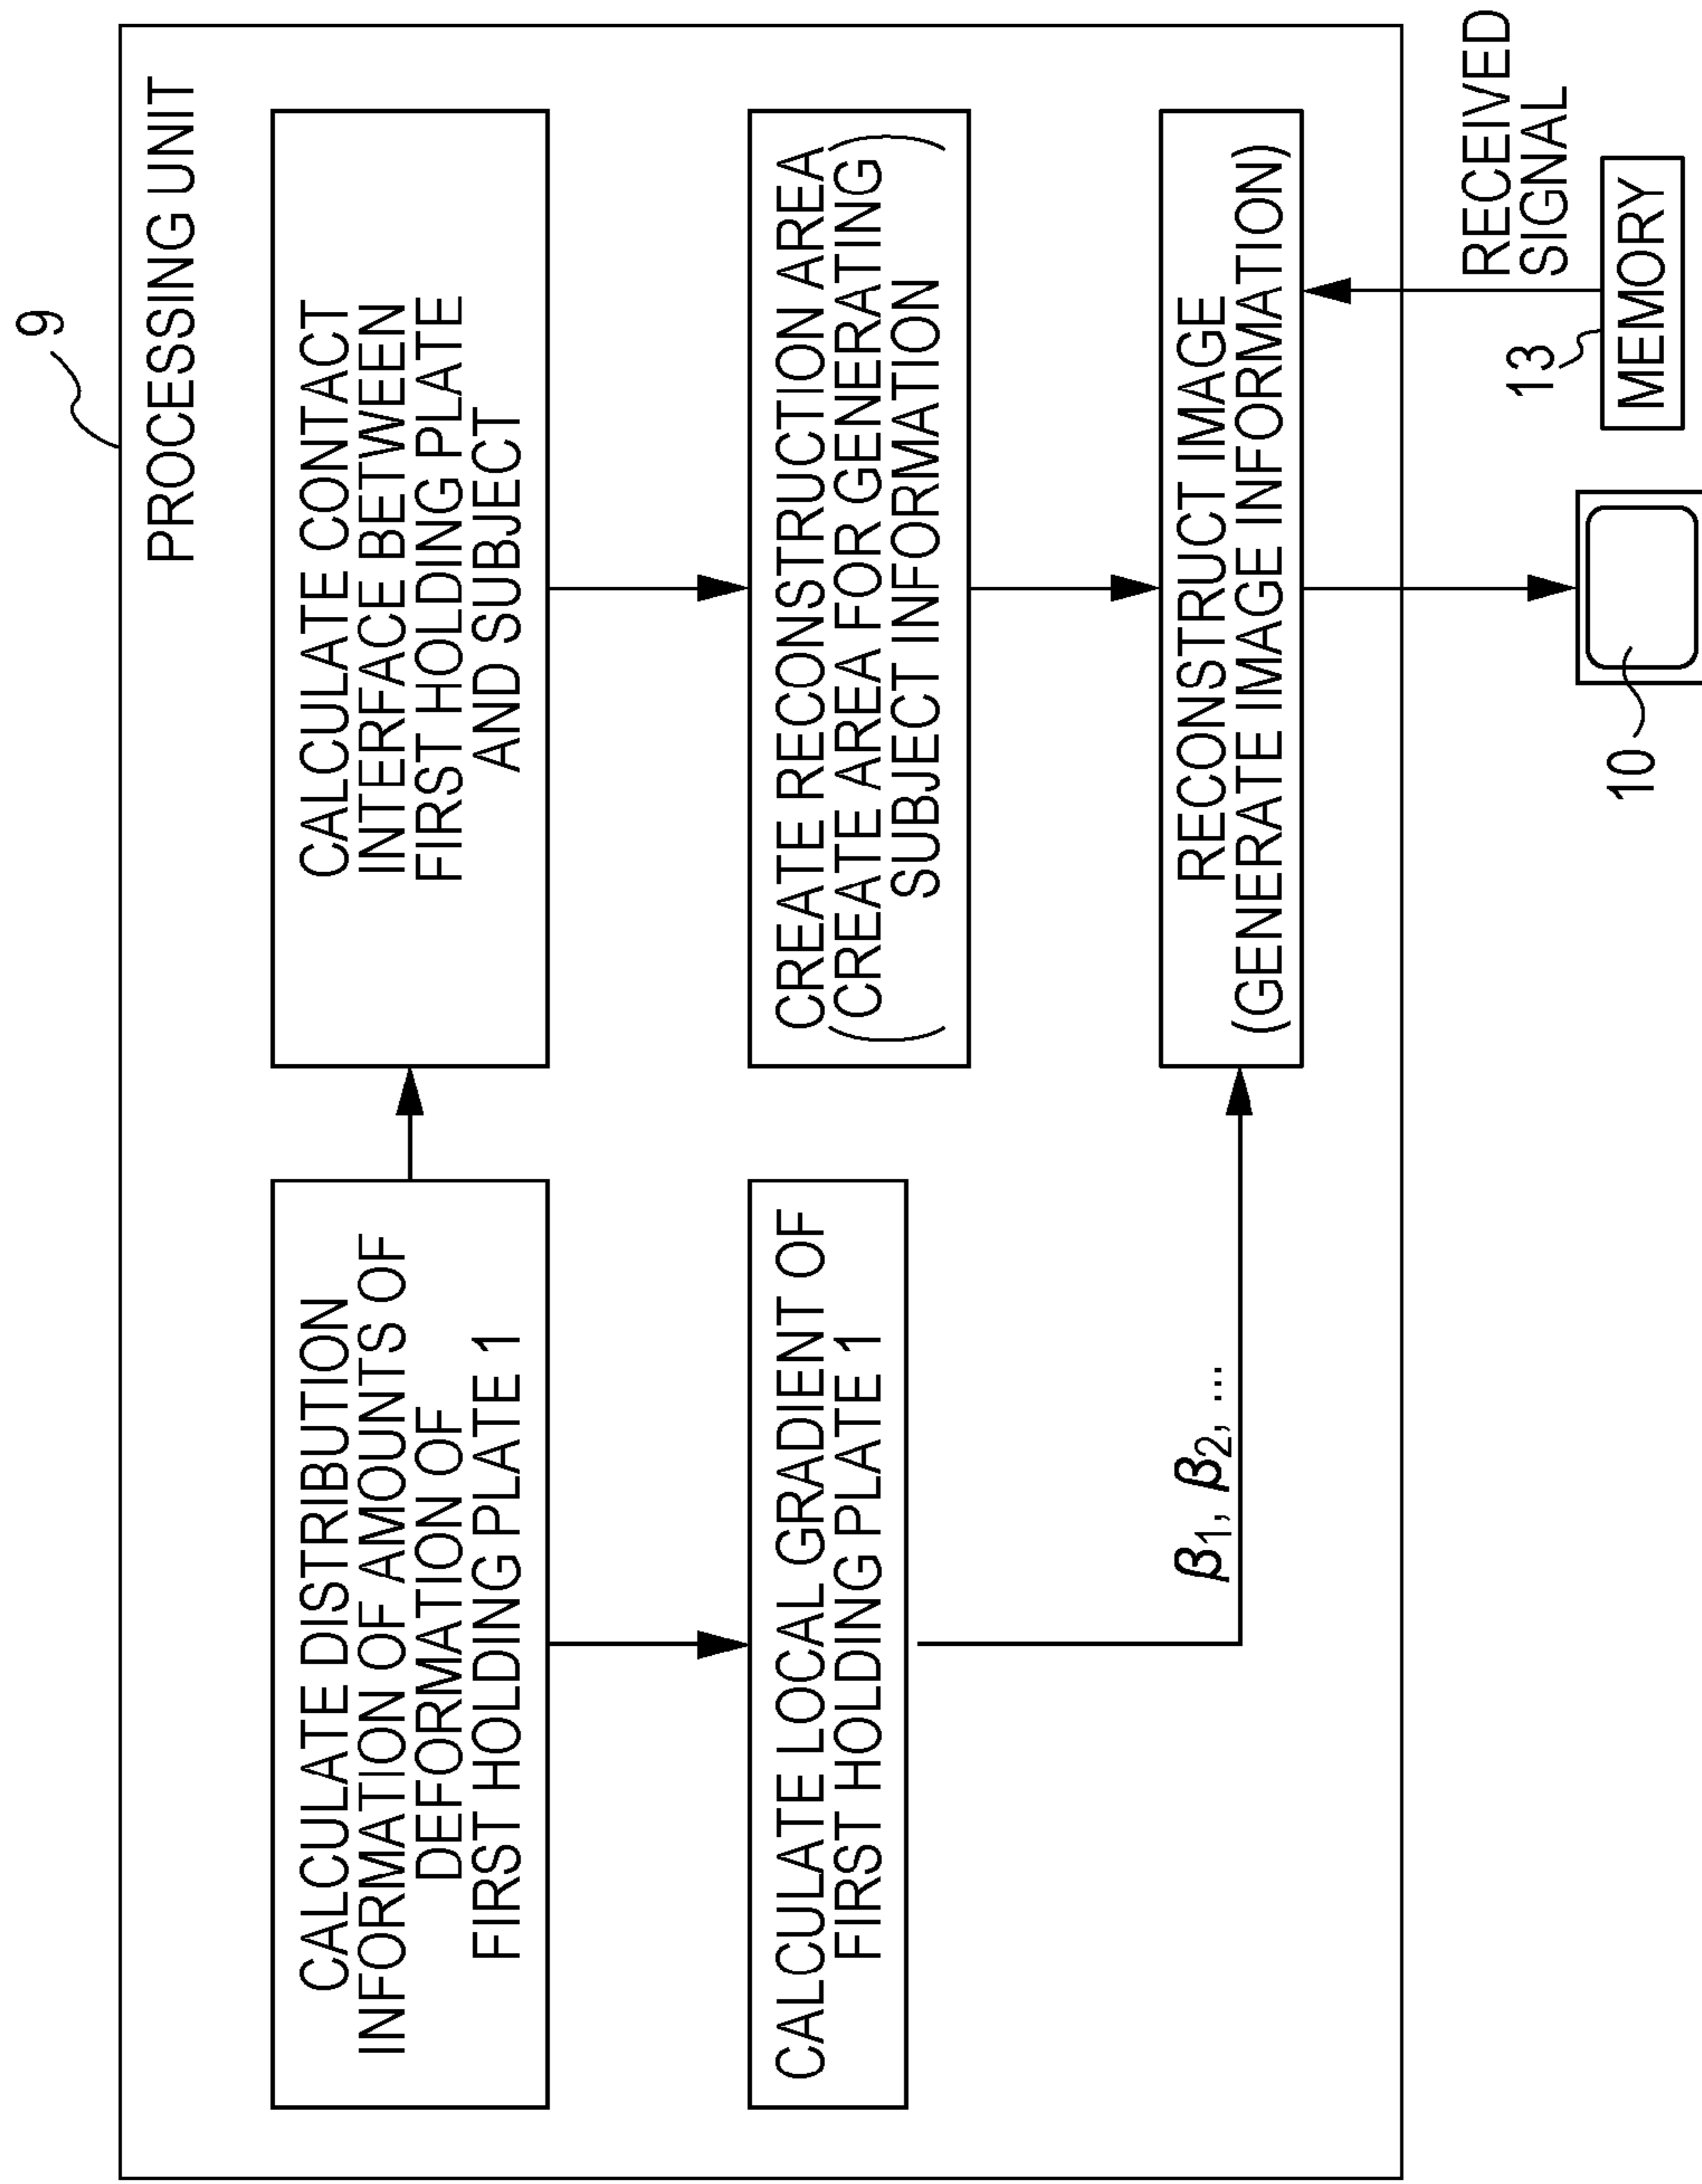 9
PROCESSING UNIT
CALCULATE DISTRIBUTION
INFORMATION OF AMOUNTS OF
DEFORMATION OF
FIRST HOLDING PLATE 1
CALCULATE CONTACT
INTERFACE BETWEEN
FIRST HOLDING PLATE
AND SUBJECT
CALCULATE LOCAL GRADIENT OF
FIRST HOLDING PLATE 1
CREATE RECONSTRUCTION AREA
(CREATE AREA FOR GENERATING
SUBJECT INFORMATION)
β1, β2, ...
RECONSTRUCT IMAGE
(GENERATE IMAGE INFORMATION)
RECEIVED
SIGNAL
13
MEMORY
10